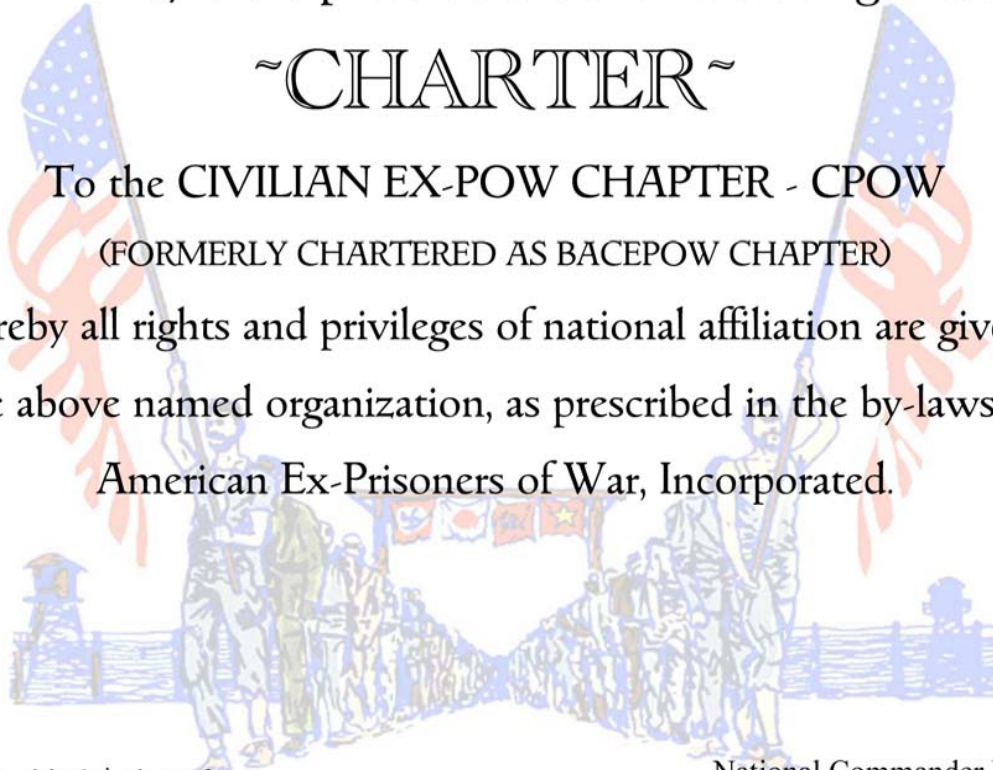 ~CHARTER~
To the CIVILIAN EX-POW CHAPTER - CPOW
(FORMERLY CHARTERED AS BACEPOW CHAPTER)
reby all rights and privileges of national affiliation are give
above named organization, as prescribed in the by-laws
American Ex-Prisoners of War, Incorporated.
National Commander